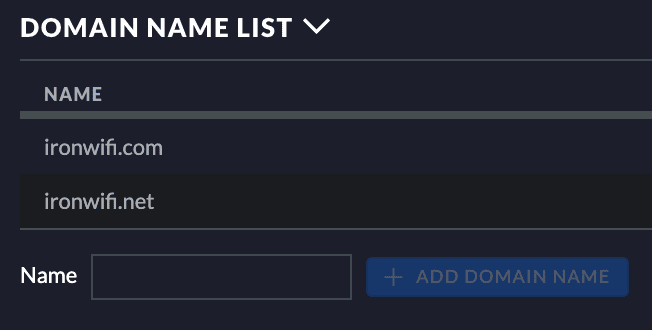 DOMAIN NAME LIST
NAME
ironwifi.com
ironwifi.net
Name
ADD DOMAIN NAME